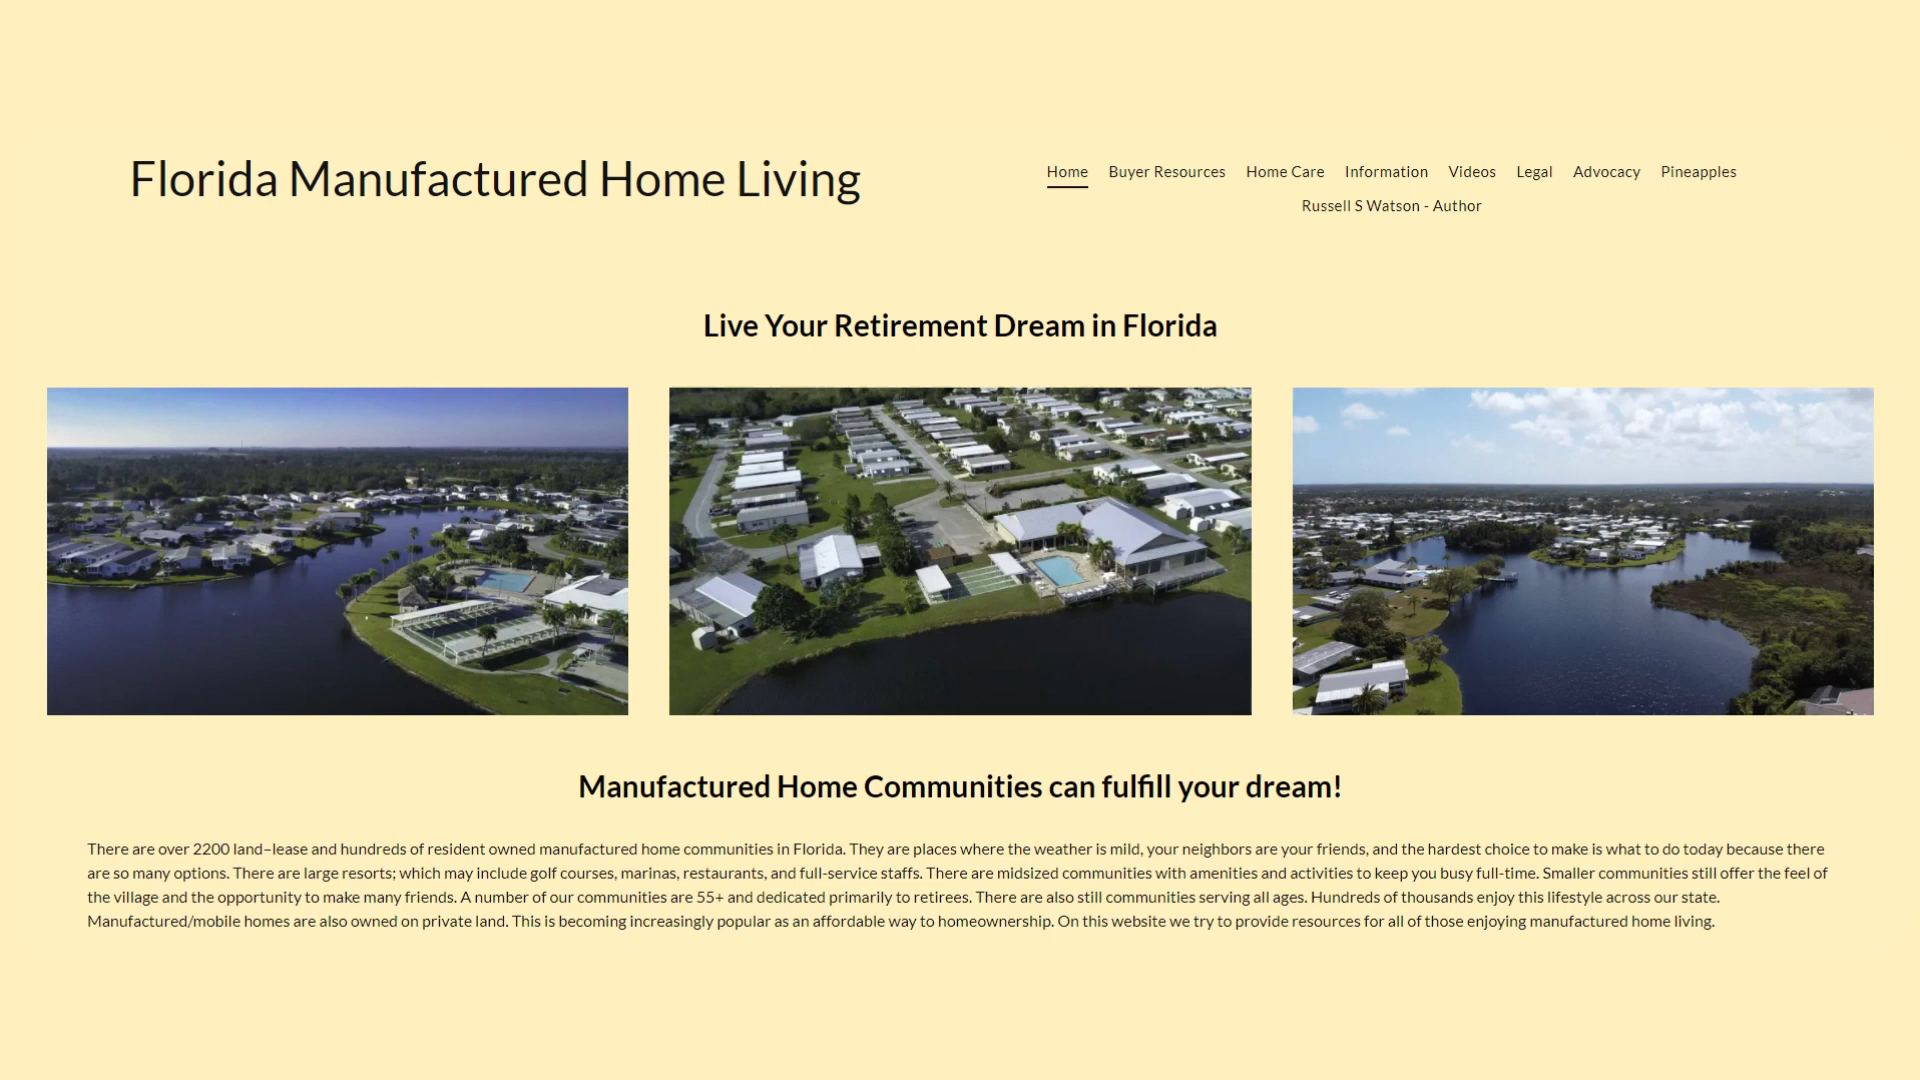 Florida Manufactured Home Living
Home Buyer Resources Home Care Information Videos Legal Advocacy Pineapples
Russell S Watson - Author
Live Your Retirement Dream in Florida
Manufactured Home Communities can fulfill your dream!
There are over 2200 land–lease and hundreds of resident owned manufactured home communities in Florida. They are places where the weather is mild, your neighbors are your friends, and the hardest choice to make is what to do today because there
are so many options. There are large resorts; which may include golf courses, marinas, restaurants, and full-service staffs. There are midsized communities with amenities and activities to keep you busy full-time. Smaller communities still offer the feel of
the village and the opportunity to make many friends. A number of our communities are 55+ and dedicated primarily to retirees. There are also still communities serving all ages. Hundreds of thousands enjoy this lifestyle across our state.
Manufactured/mobile homes are also owned on private land. This is becoming increasingly popular as an affordable way to homeownership. On this website we try to provide resources for all of those enjoying manufactured home living.